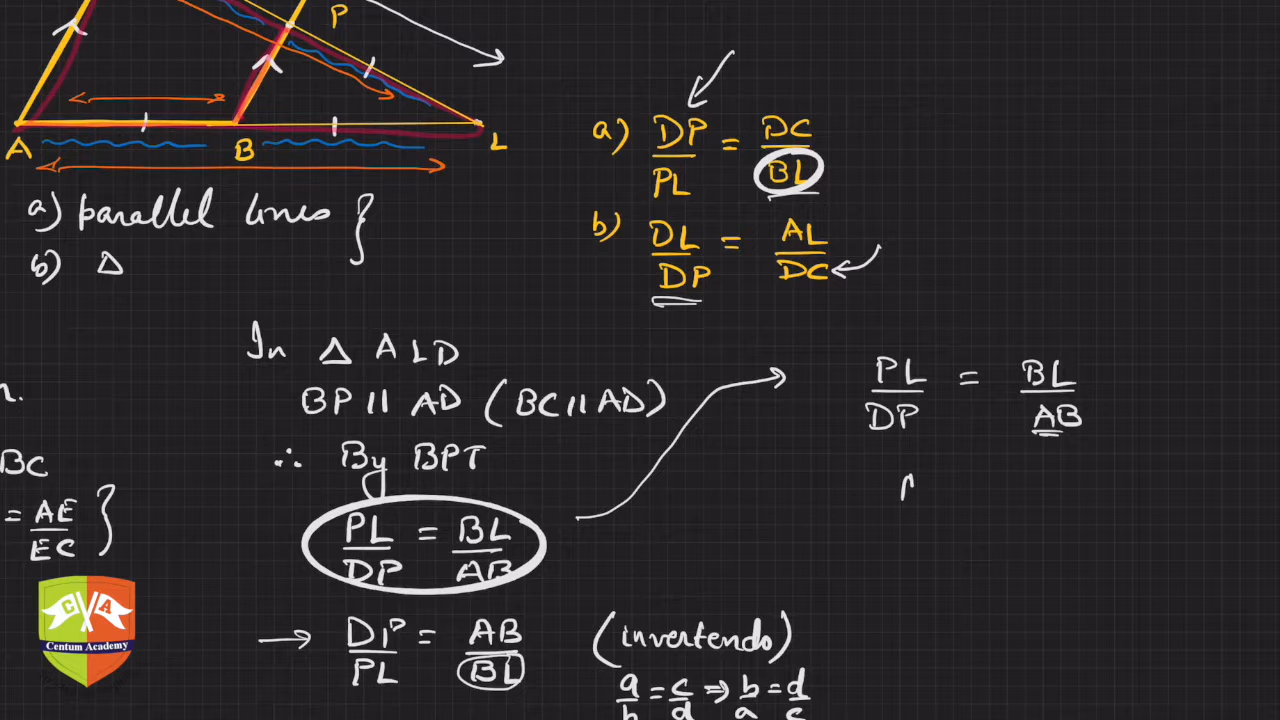 P
A B L
a) parallel lines }
b) Δ
a) DP/PL = DC/BL
b) DL/DP = AL/DC
In Δ ALD
BP || AD (BC || AD)
∴ By BPT
PL/DP = BL/AB
→ DP/PL = AB/BL (invertendo)
a/b = c/d ⇒ b/a = d/c
PL/DP = BL/AB
n.
BC
= AE/EC }
C A
Centum Academy